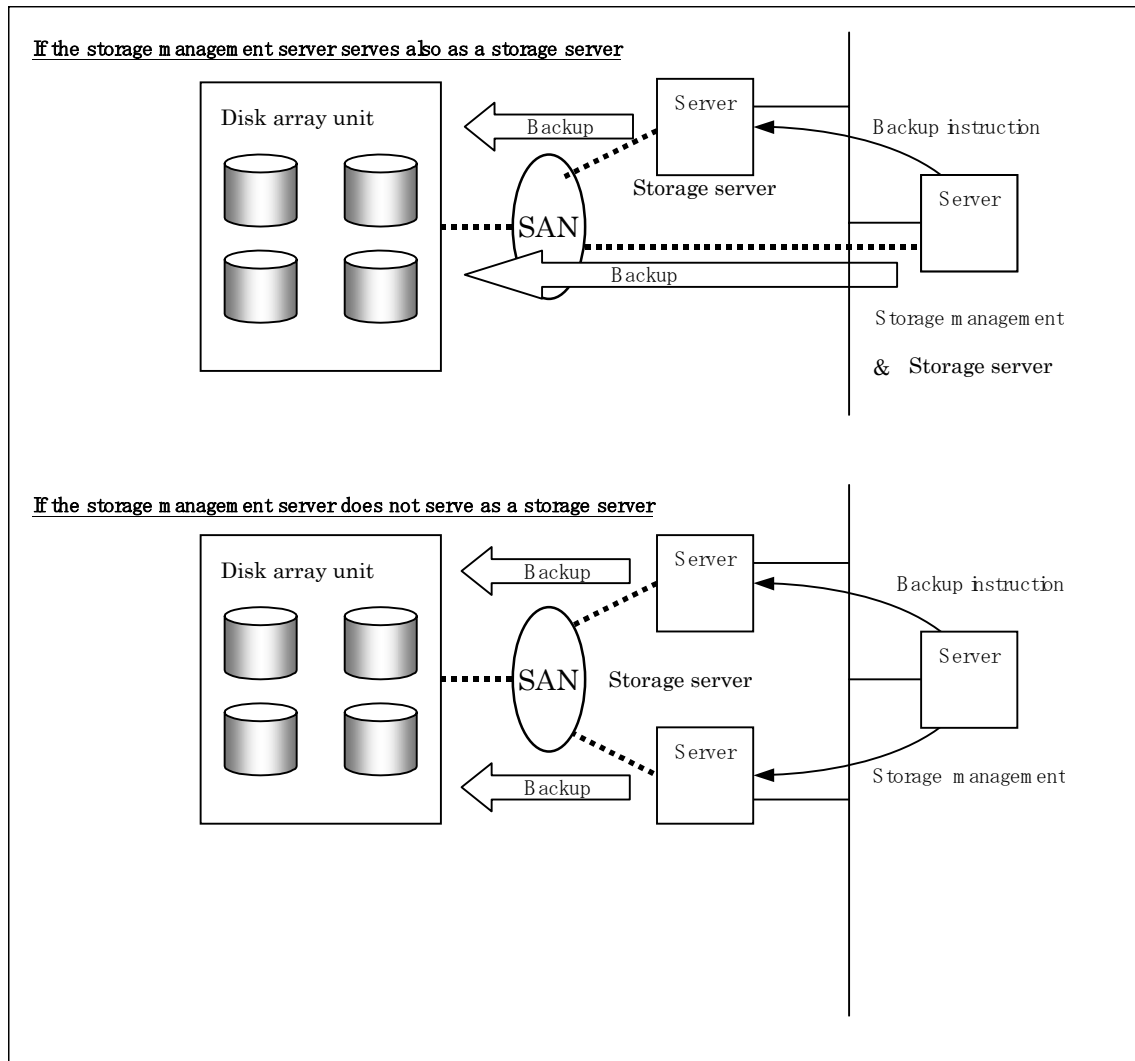 If the storage management server serves also as a storage server
Server
Disk array unit
Backup
Backup instruction
Storage server
Server
SAN
Backup
Storage management
& Storage server
If the storage management server does not serve as a storage server
Server
Disk array unit
Backup
Backup instruction
Server
SAN
Storage server
Server
Storage management
Backup